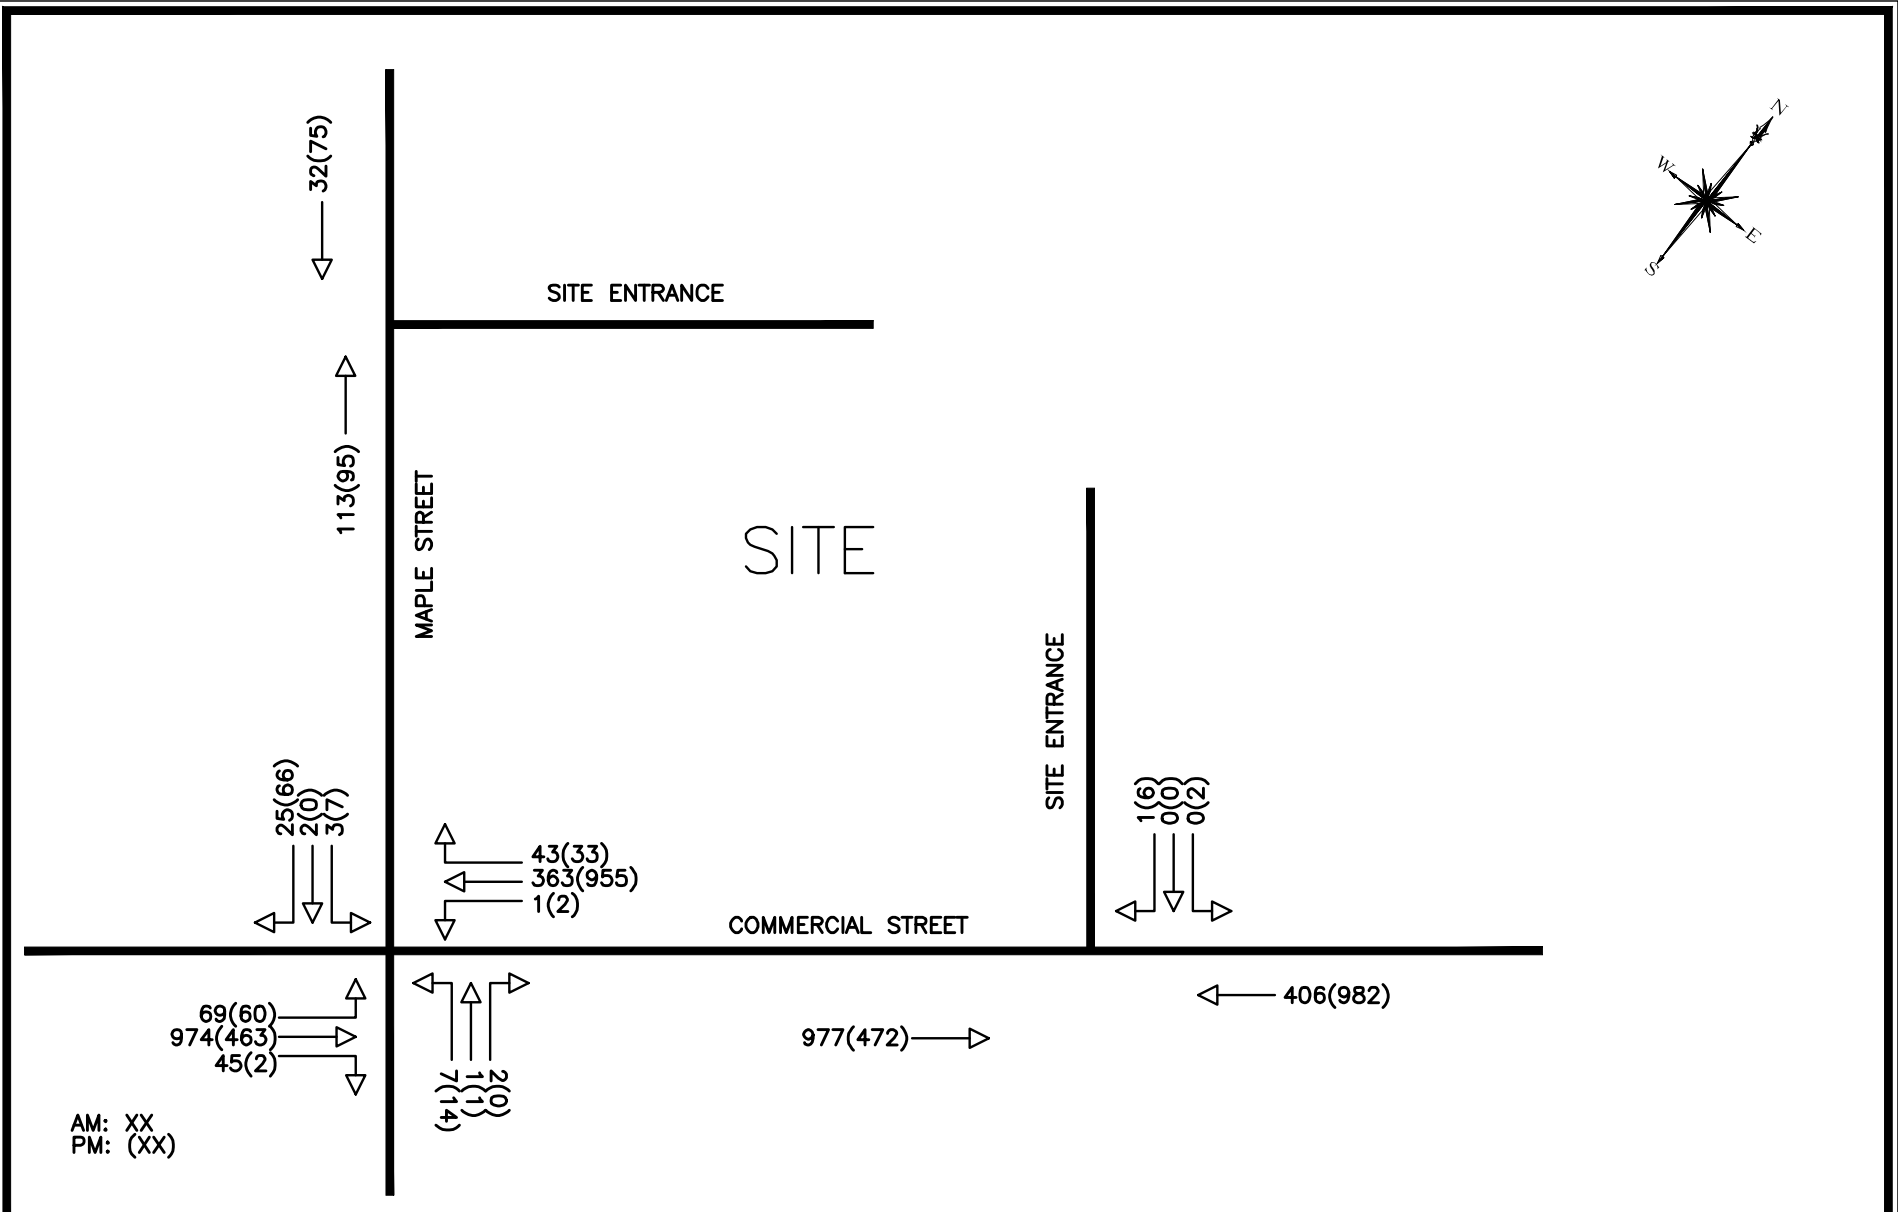 N
W
E
S
32(75)
SITE ENTRANCE
113(95)
MAPLE STREET
SITE
SITE ENTRANCE
25(66)
2(0)
3(7)
43(33)
363(955)
1(2)
1(6)
0(0)
0(2)
COMMERCIAL STREET
69(60)
974(463)
45(2)
7(14)
1(1)
2(0)
977(472)
406(982)
AM: XX
PM: (XX)